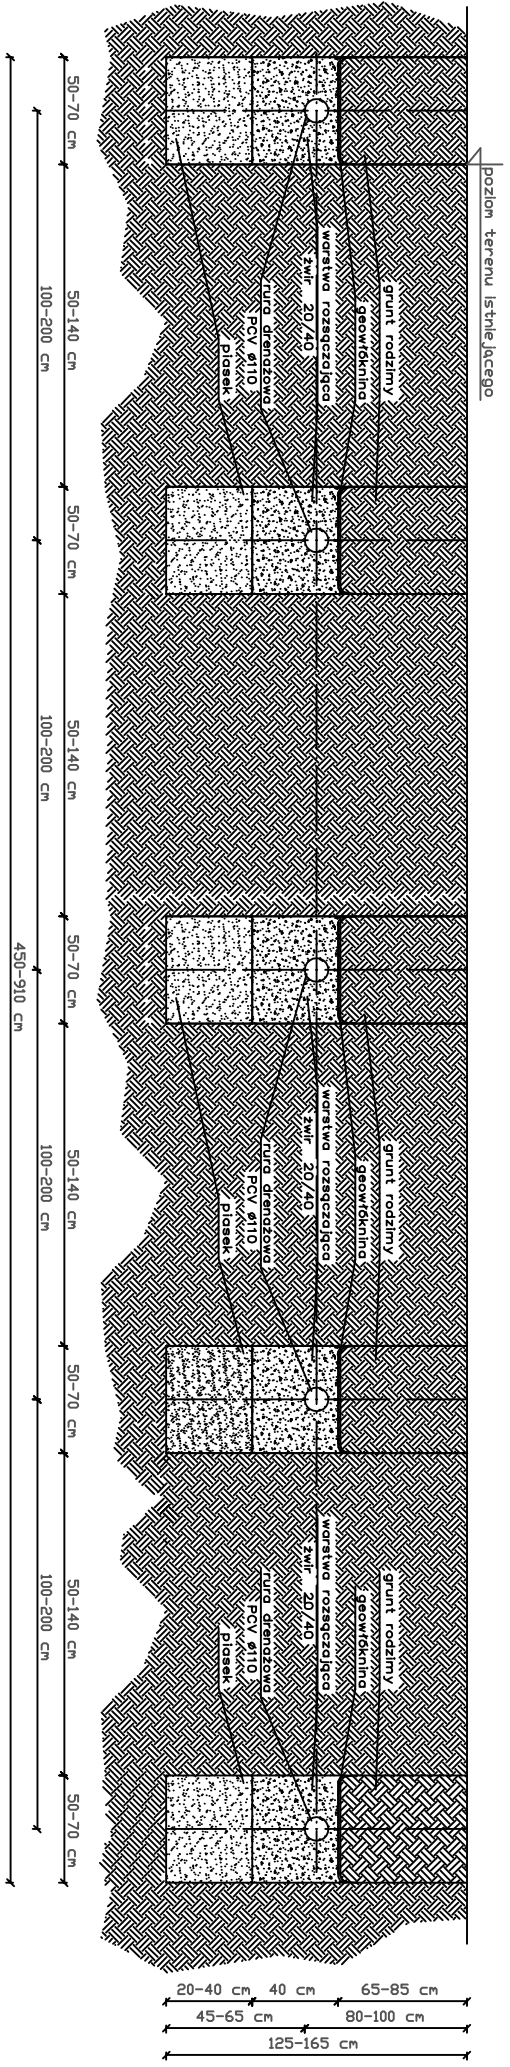 poziom terenu istniejącego
grunt rodzimy
geowłóknina
warstwa rozsączająca
żwir 20/40
rura drenażowa
PCV ø110
piasek
grunt rodzimy
geowłóknina
warstwa rozsączająca
żwir 20/40
rura drenażowa
PCV ø110
piasek
grunt rodzimy
geowłóknina
warstwa rozsączająca
żwir 20/40
rura drenażowa
PCV ø110
piasek
50-70 cm
50-140 cm
50-70 cm
50-140 cm
50-70 cm
50-140 cm
50-70 cm
50-140 cm
50-70 cm
100-200 cm
100-200 cm
100-200 cm
100-200 cm
450-910 cm
65-85 cm
40 cm
20-40 cm
80-100 cm
45-65 cm
125-165 cm